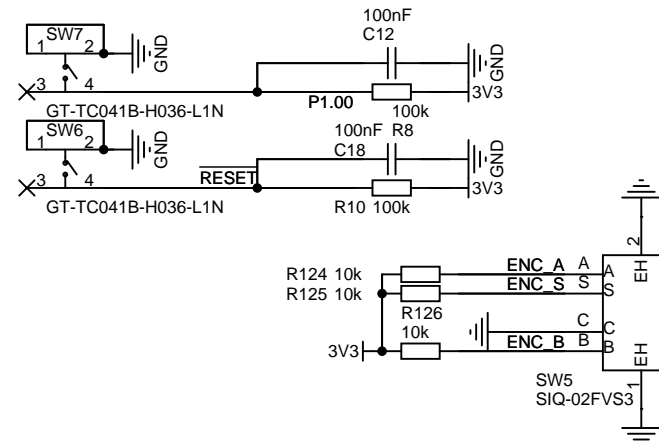 SW7
1 2
GND
3 4
GT-TC041B-H036-L1N
100nF
C12
GND
P1.00
3V3
100k
R8
SW6
1 2
GND
3 4
GT-TC041B-H036-L1N
RESET
100nF
C18
GND
3V3
R10 100k
2
EH
R124 10k
ENC_A A A
R125 10k
ENC_S S S
R126
10k
C C
3V3
ENC_B B B
EH
1
SW5
SIQ-02FVS3